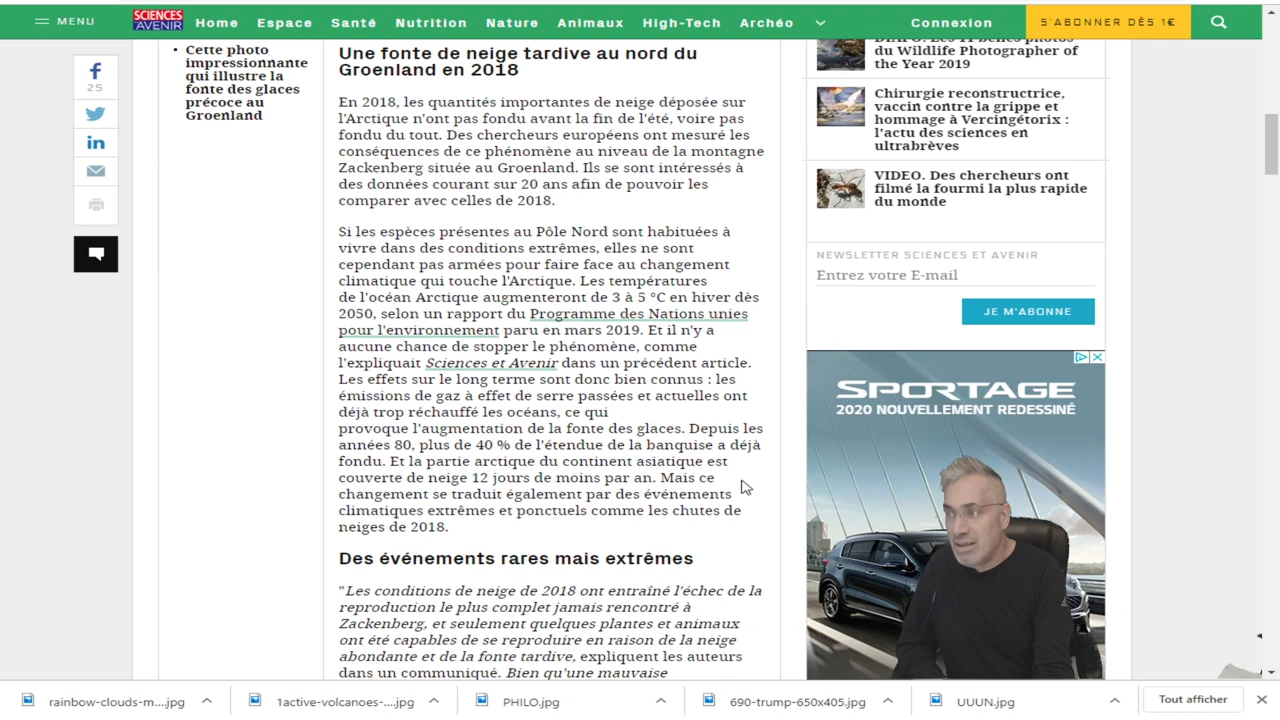 MENU
SCIENCES
AVENIR
Home Espace Santé Nutrition Nature Animaux High-Tech Archéo Connexion S'ABONNER DÈS 1€
25
• Cette photo
impressionnante
qui illustre la
fonte des glaces
précoce au
Groenland
Une fonte de neige tardive au nord du
Groenland en 2018
En 2018, les quantités importantes de neige déposée sur
l'Arctique n'ont pas fondu avant la fin de l'été, voire pas
fondu du tout. Des chercheurs européens ont mesuré les
conséquences de ce phénomène au niveau de la montagne
Zackenberg située au Groenland. Ils se sont intéressés à
des données courant sur 20 ans afin de pouvoir les
comparer avec celles de 2018.
Si les espèces présentes au Pôle Nord sont habituées à
vivre dans des conditions extrêmes, elles ne sont
cependant pas armées pour faire face au changement
climatique qui touche l'Arctique. Les températures
de l'océan Arctique augmenteront de 3 à 5 °C en hiver dès
2050, selon un rapport du Programme des Nations unies
pour l'environnement paru en mars 2019. Et il n'y a
aucune chance de stopper le phénomène, comme
l'expliquait Sciences et Avenir dans un précédent article.
Les effets sur le long terme sont donc bien connus : les
émissions de gaz à effet de serre passées et actuelles ont
déjà trop réchauffé les océans, ce qui
provoque l'augmentation de la fonte des glaces. Depuis les
années 80, plus de 40 % de l'étendue de la banquise a déjà
fondu. Et la partie arctique du continent asiatique est
couverte de neige 12 jours de moins par an. Mais ce
changement se traduit également par des événements
climatiques extrêmes et ponctuels comme les chutes de
neiges de 2018.
Des événements rares mais extrêmes
"Les conditions de neige de 2018 ont entraîné l'échec de la
reproduction le plus complet jamais rencontré à
Zackenberg, et seulement quelques plantes et animaux
ont été capables de se reproduire en raison de la neige
abondante et de la fonte tardive, expliquent les auteurs
dans un communiqué. Bien qu'une mauvaise
DIAPO. Les 11 belles photos
du Wildlife Photographer of
the Year 2019
Chirurgie reconstructrice,
vaccin contre la grippe et
hommage à Vercingétorix :
l'actu des sciences en
ultrabrèves
VIDEO. Des chercheurs ont
filmé la fourmi la plus rapide
du monde
NEWSLETTER SCIENCES ET AVENIR
Entrez votre E-mail
JE M'ABONNE
SPORTAGE
2020 NOUVELLEMENT REDESSINÉ
rainbow-clouds-m....jpg
1active-volcanoes-....jpg
PHILO.jpg
690-trump-650x405.jpg
UUUN.jpg
Tout afficher